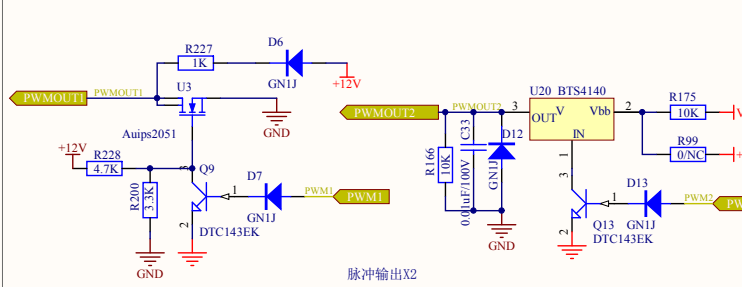 R227
1K
D6
GN1J
+12V
PWMOUT1
PWMOUT1
U3
GND
Auips2051
+12V
R228
4.7K
R200
3.3K
GND
3
Q9
2
DTC143EK
1
D7
GN1J
PWM1
PWM1
PWMOUT2
PWMOUT2
R166
10K
C33
0.01uF/100V
D12
GN1J
GND
3
U20 BTS4140
V
OUT
Vbb
IN
2
1
3
R175
10K
R99
0/NC
2
Q13
DTC143EK
1
D13
GN1J
PWM2
脉冲输出X2